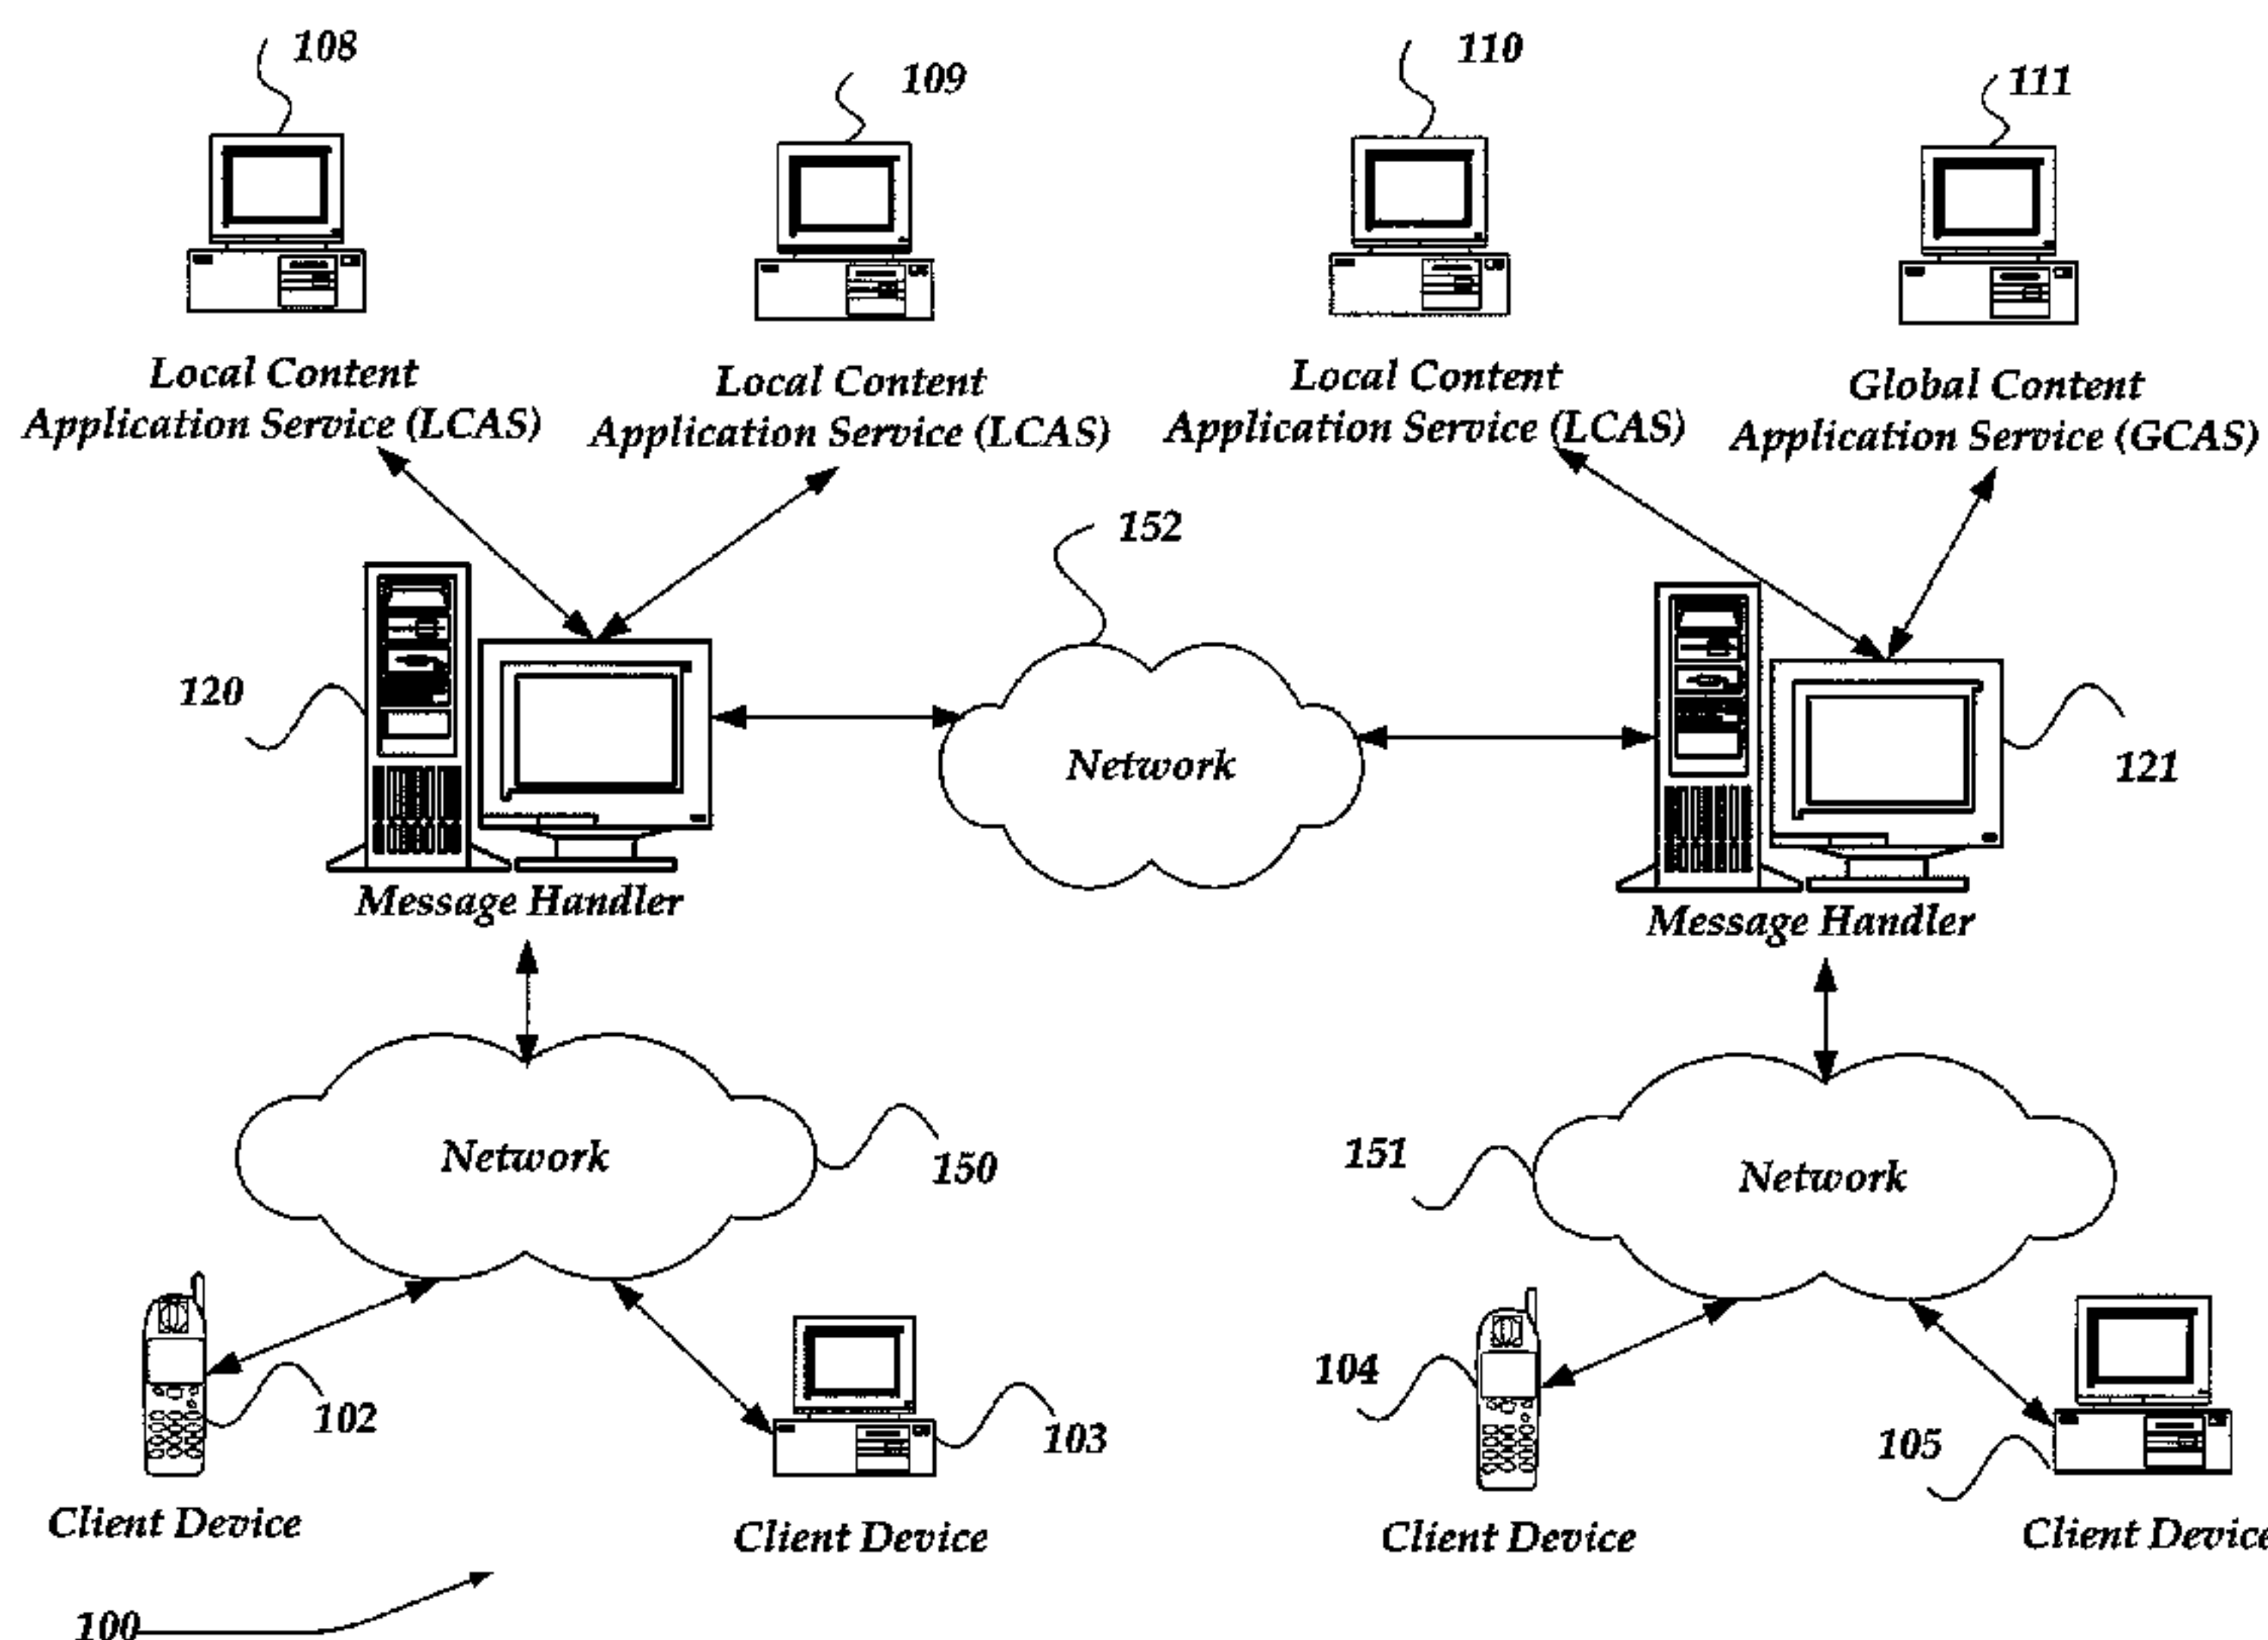 108
109
110
111
Local Content
Application Service (LCAS)
Local Content
Application Service (LCAS)
Local Content
Application Service (LCAS)
Global Content
Application Service (GCAS)
152
120
Network
121
Message Handler
Message Handler
Network
150
151
Network
102
103
104
105
Client Device
Client Device
Client Device
Client Device
100